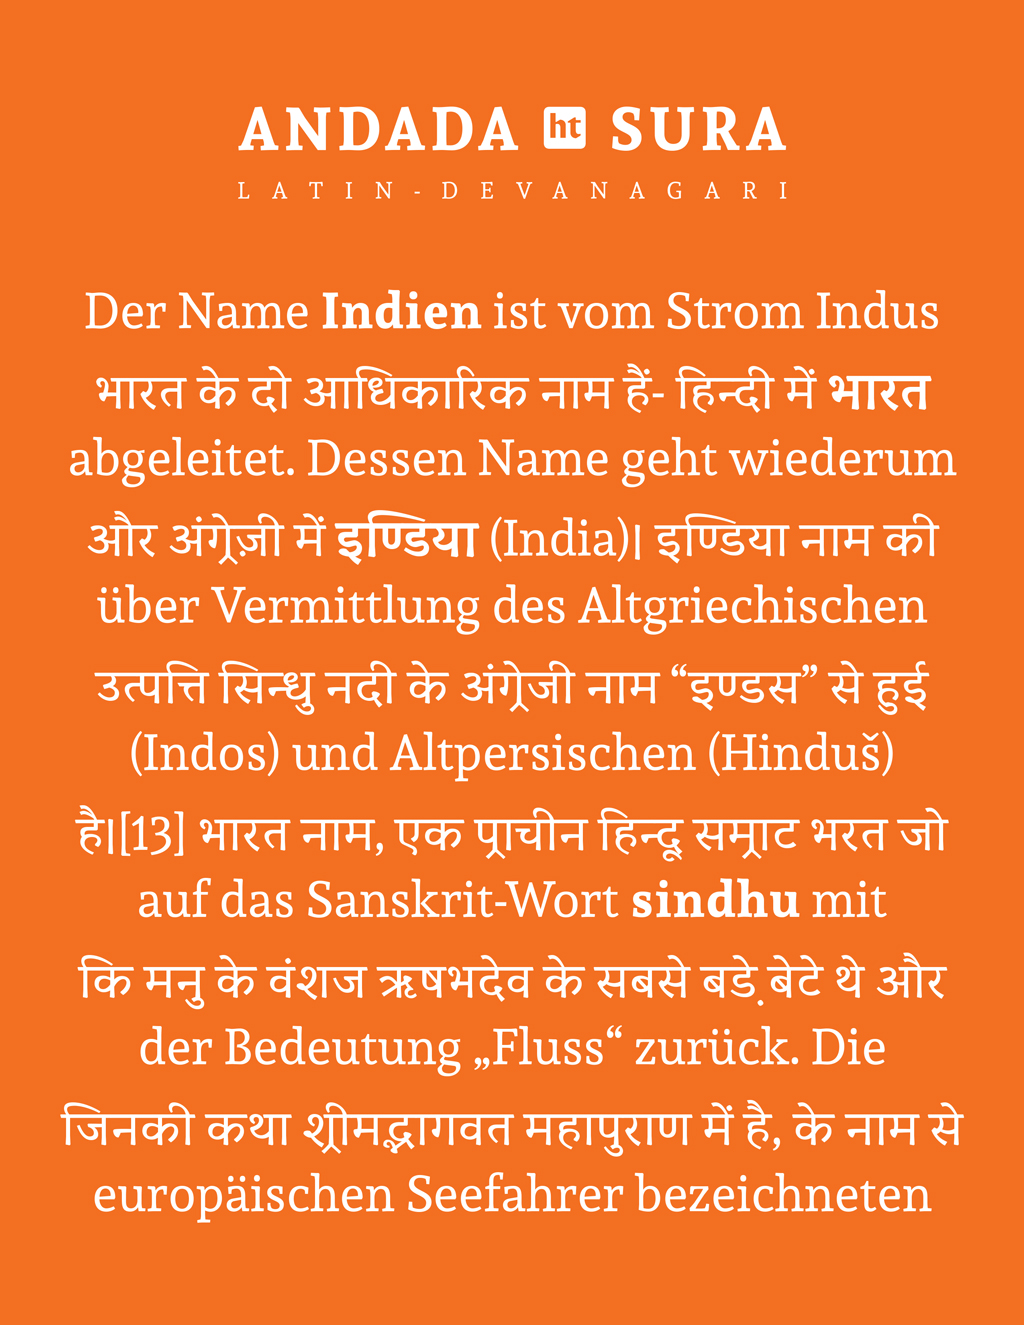 ANDADA ht SURA
LATIN-DEVANAGARI
Der Name Indien ist vom Strom Indus
भारत के दो आधिकारिक नाम हैं- हिन्दी में भारत
abgeleitet. Dessen Name geht wiederum
और अंग्रेज़ी में इण्डिया (India)। इण्डिया नाम की
über Vermittlung des Altgriechischen
उत्पत्ति सिन्धु नदी के अंग्रेजी नाम “इण्डस” से हुई
(Indos) und Altpersischen (Hinduš)
है।[13] भारत नाम, एक प्राचीन हिन्दू सम्राट भरत जो
auf das Sanskrit-Wort sindhu mit
कि मनु के वंशज ऋषभदेव के सबसे बडे़ बेटे थे और
der Bedeutung „Fluss“ zurück. Die
जिनकी कथा श्रीमद्भागवत महापुराण में है, के नाम से
europäischen Seefahrer bezeichneten